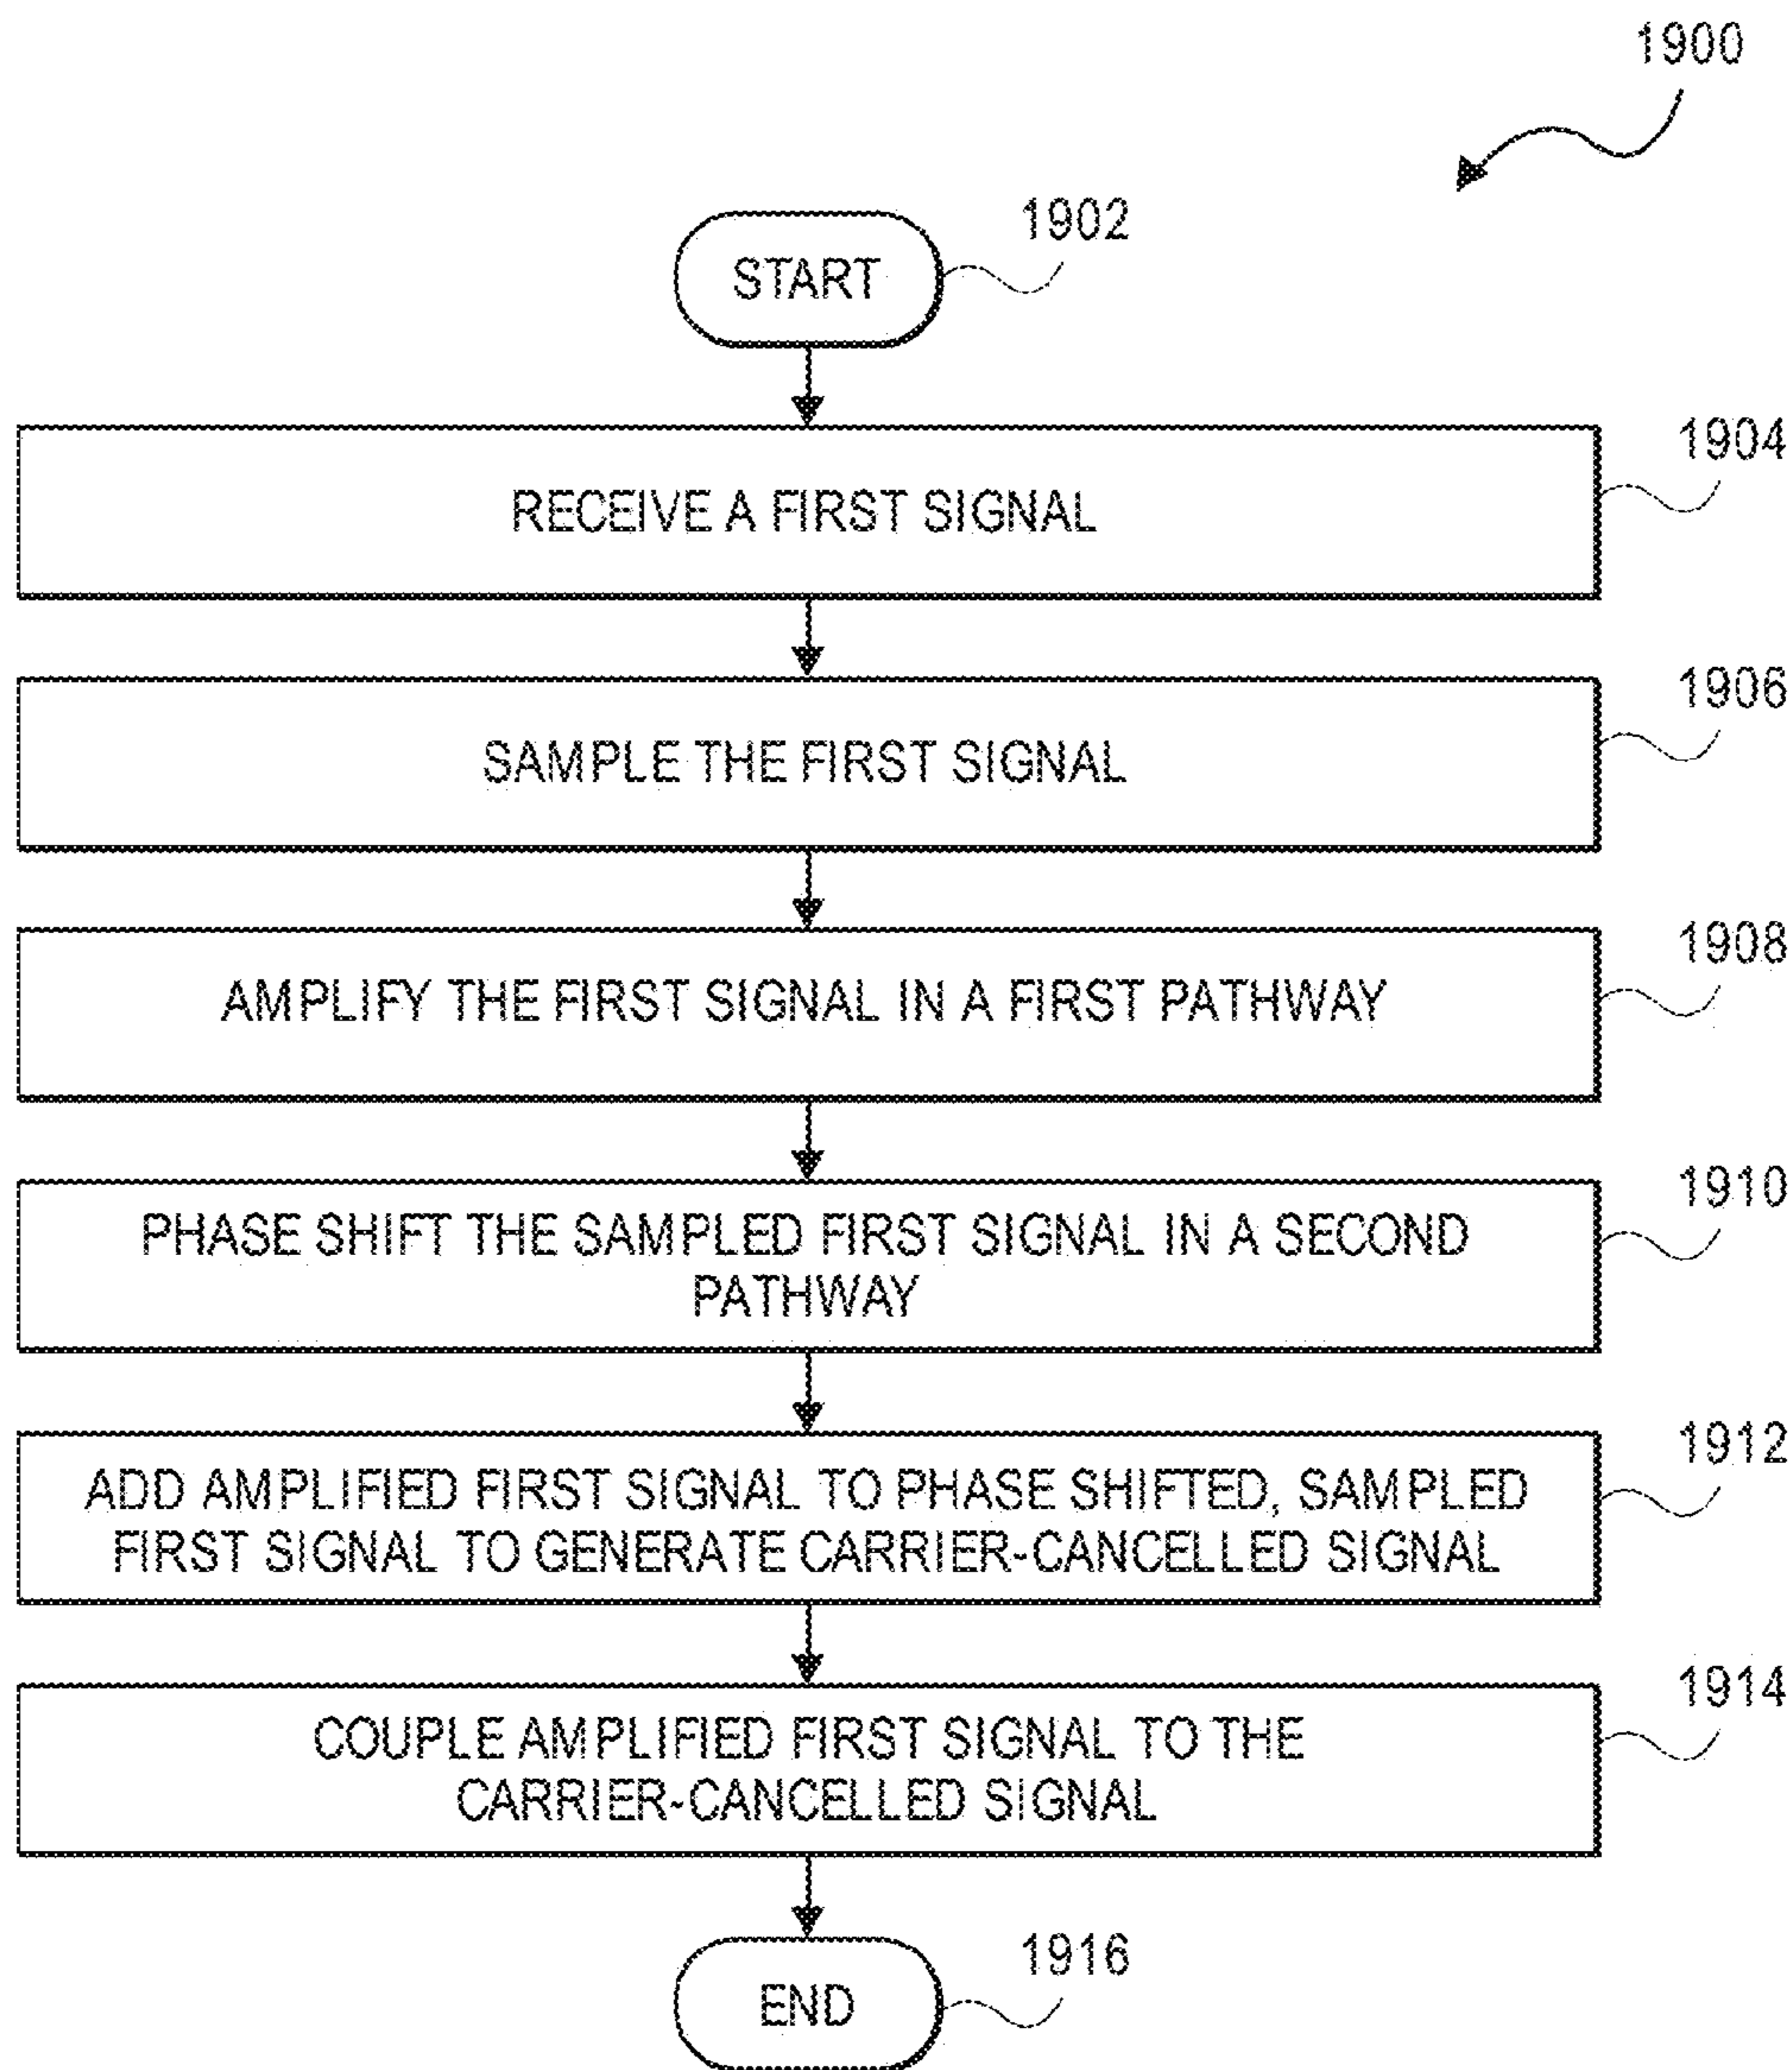 1900
START
1902
RECEIVE A FIRST SIGNAL
1904
SAMPLE THE FIRST SIGNAL
1906
AMPLIFY THE FIRST SIGNAL IN A FIRST PATHWAY
1908
PHASE SHIFT THE SAMPLED FIRST SIGNAL IN A SECOND
PATHWAY
1910
ADD AMPLIFIED FIRST SIGNAL TO PHASE SHIFTED, SAMPLED
FIRST SIGNAL TO GENERATE CARRIER-CANCELLED SIGNAL
1912
COUPLE AMPLIFIED FIRST SIGNAL TO THE
CARRIER-CANCELLED SIGNAL
1914
END
1916